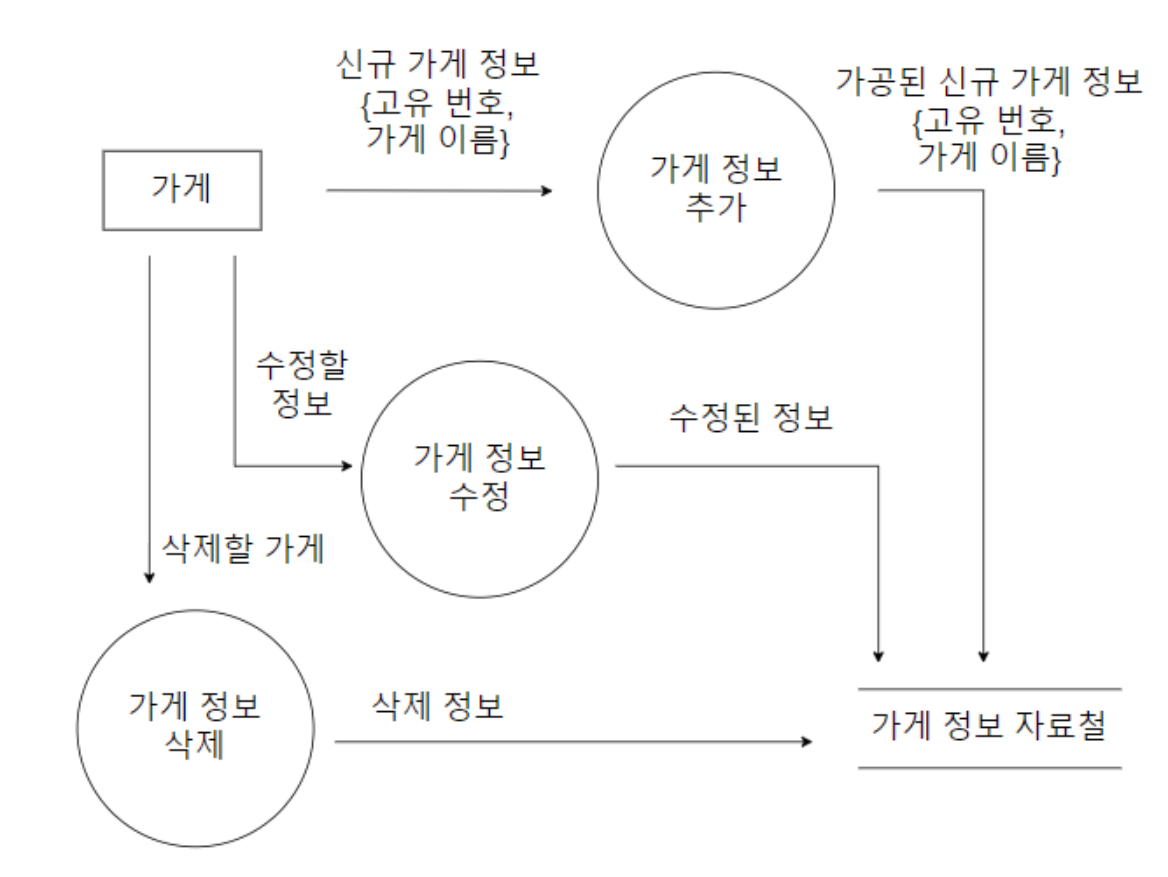 신규 가게 정보
{고유 번호,
가게 이름}
가공된 신규 가게 정보
{고유 번호,
가게 이름}
가게
가게 정보
추가
수정할
정보
가게 정보
수정
수정된 정보
삭제할 가게
가게 정보
삭제
삭제 정보
가게 정보 자료철